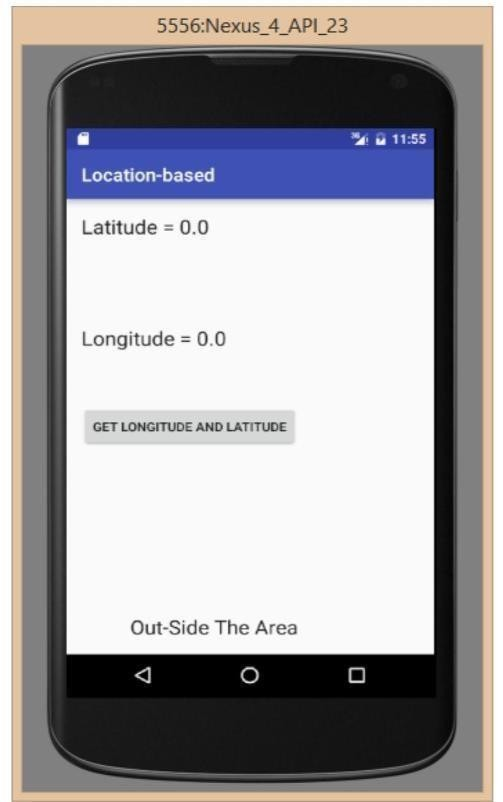 5556:Nexus_4_API_23
11:55
Location-based
Latitude = 0.0
Longitude = 0.0
GET LONGITUDE AND LATITUDE
Out-Side The Area